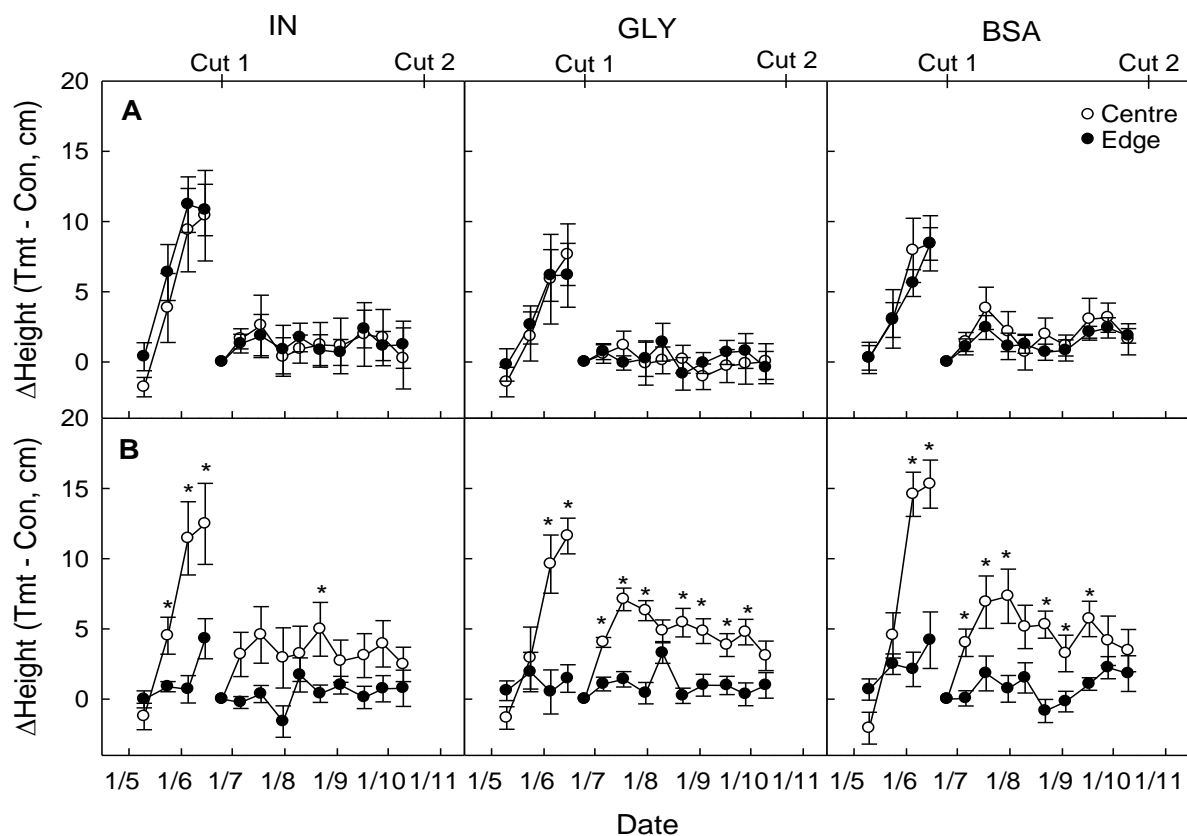 IN GLY BSA
Cut 1 Cut 2 Cut 1 Cut 2 Cut 1 Cut 2
A
Centre
Edge
20
15
10
5
0
ΔHeight (Tmt - Con, cm)
B
20
15
10
5
0
ΔHeight (Tmt - Con, cm)
* * * *
* * * * * * * * *
* * * * * * * *
1/5 1/6 1/7 1/8 1/9 1/10 1/11 1/5 1/6 1/7 1/8 1/9 1/10 1/11 1/5 1/6 1/7 1/8 1/9 1/10 1/11
Date